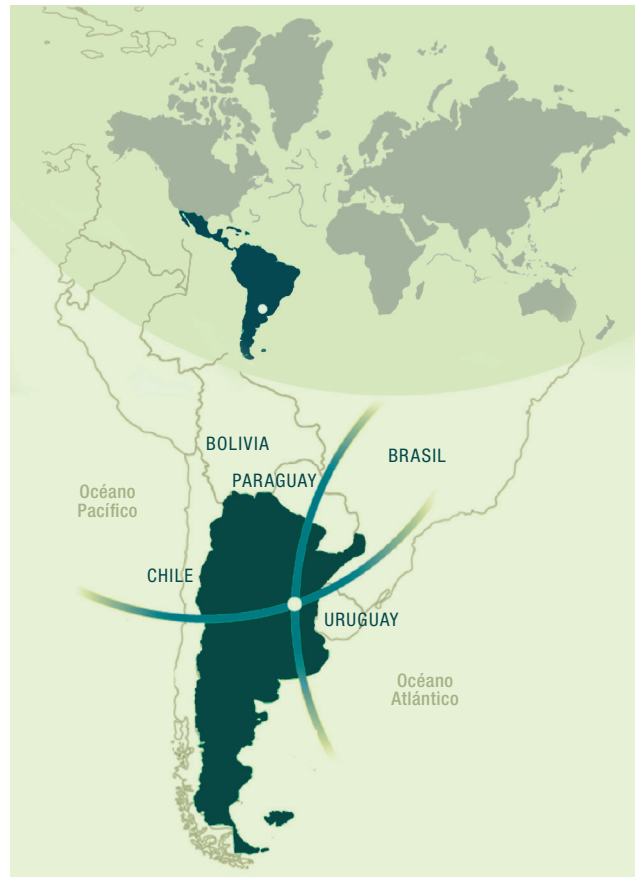 BOLIVIA
BRASIL
PARAGUAY
Océano
Pacífico
CHILE
URUGUAY
Océano
Atlántico